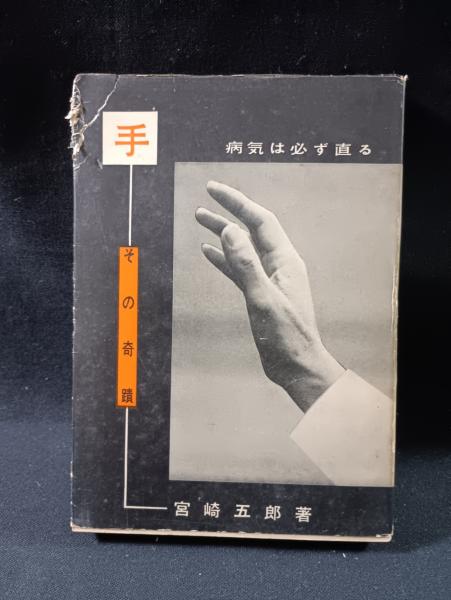 病気は必ず直る
手
その奇蹟
宮崎五郎著